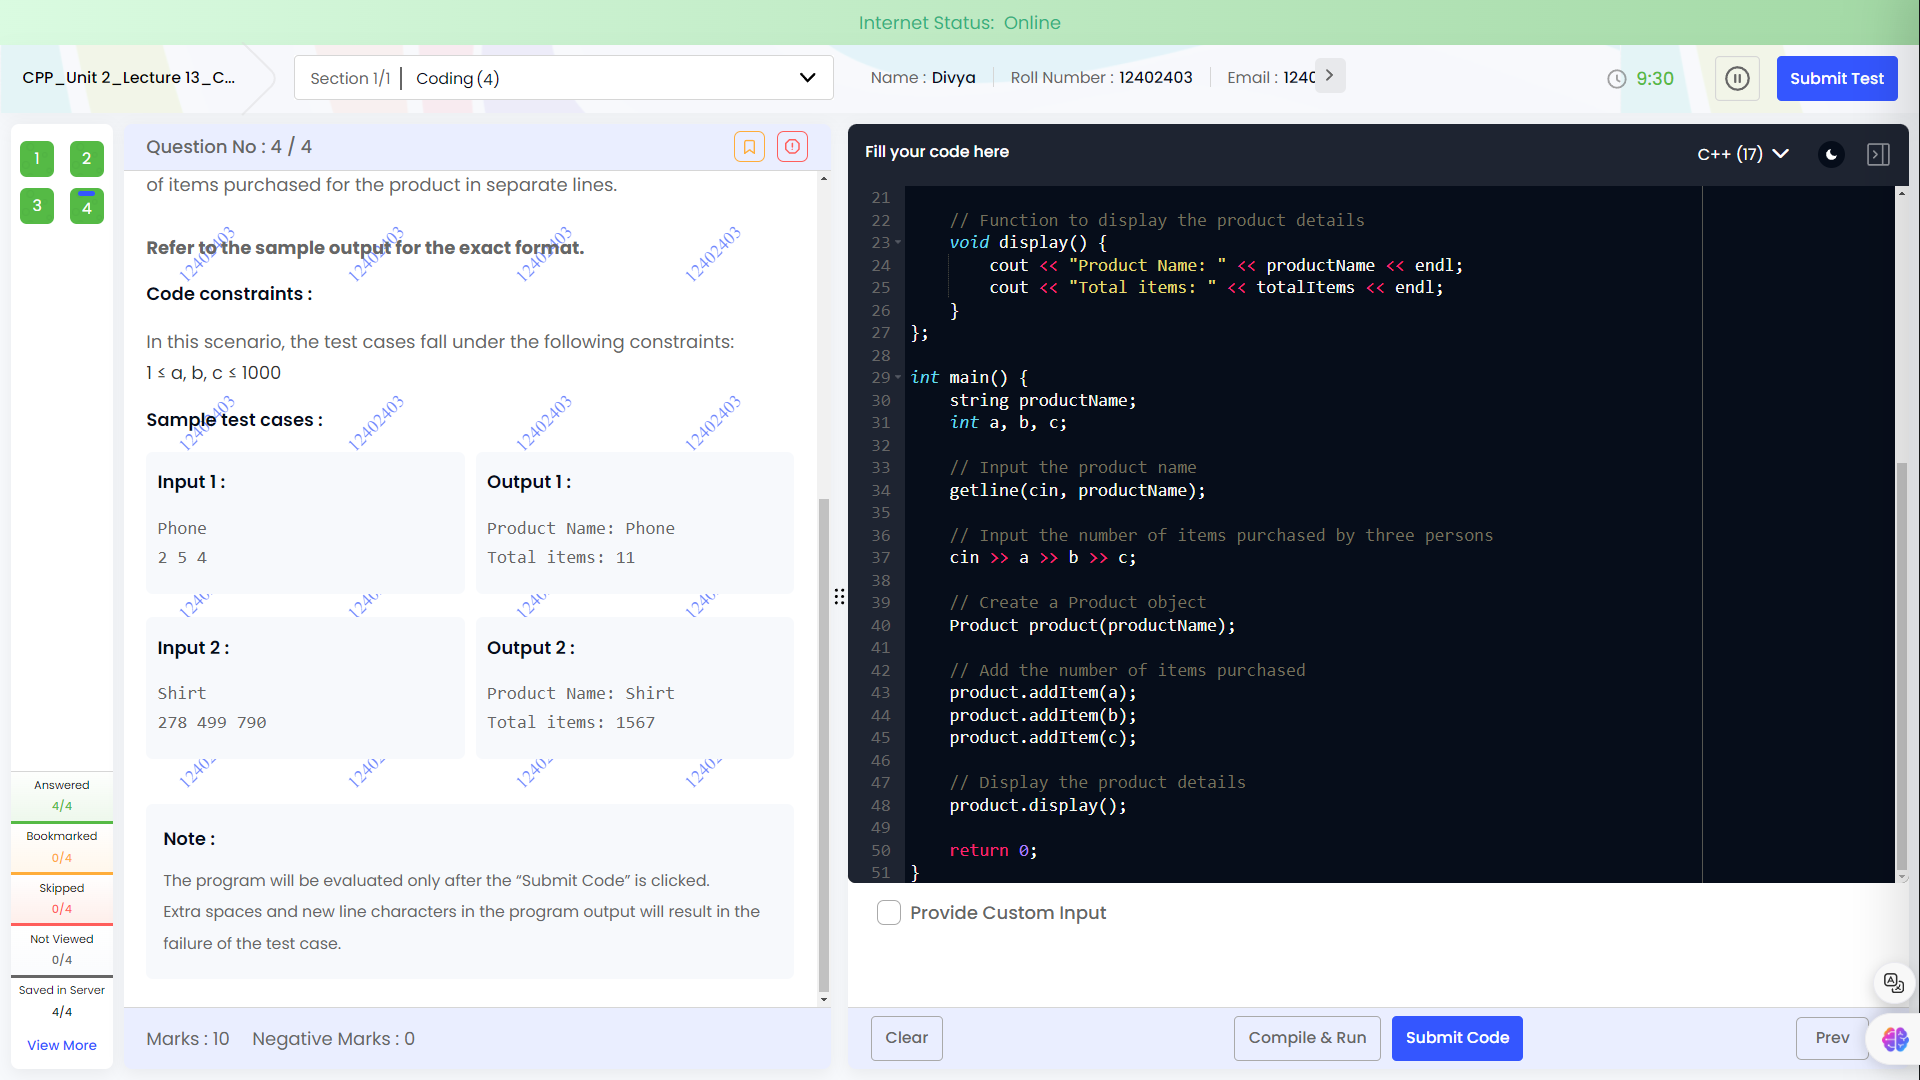 Internet Status: Online
CPP_Unit 2_Lecture 13_C...
Section 1/1 | Coding (4)
Name : Divya
Roll Number : 12402403
Email : 1240
9:30
Submit Test
1
2
3
4
Answered
4/4
Bookmarked
0/4
Skipped
0/4
Not Viewed
0/4
Saved in Server
4/4
View More
Question No : 4 / 4
of items purchased for the product in separate lines.
Refer to the sample output for the exact format.
12402403 12402403 12402403 12402403
Code constraints :
In this scenario, the test cases fall under the following constraints:
1 ≤ a, b, c ≤ 1000
Sample test cases :
12402403 12402403 12402403 12402403
Input 1 :
Phone
2 5 4
Output 1 :
Product Name: Phone
Total items: 11
Input 2 :
Shirt
278 499 790
Output 2 :
Product Name: Shirt
Total items: 1567
Note :
The program will be evaluated only after the “Submit Code” is clicked.
Extra spaces and new line characters in the program output will result in the
failure of the test case.
Marks : 10 Negative Marks : 0
Fill your code here
C++ (17)
21
22 // Function to display the product details
23 void display() {
24 cout << "Product Name: " << productName << endl;
25 cout << "Total items: " << totalItems << endl;
26 }
27 };
28
29 int main() {
30 string productName;
31 int a, b, c;
32
33 // Input the product name
34 getline(cin, productName);
35
36 // Input the number of items purchased by three persons
37 cin >> a >> b >> c;
38
39 // Create a Product object
40 Product product(productName);
41
42 // Add the number of items purchased
43 product.addItem(a);
44 product.addItem(b);
45 product.addItem(c);
46
47 // Display the product details
48 product.display();
49
50 return 0;
51 }
Provide Custom Input
Clear
Compile & Run
Submit Code
Prev